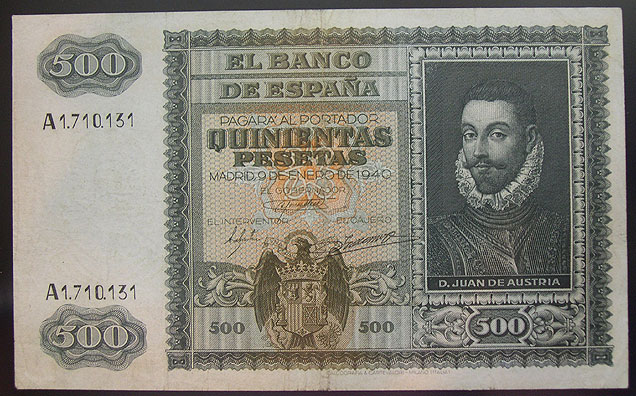 500
A1.710.131
EL BANCO
DE ESPAÑA
PAGARÁ AL PORTADOR
QUINIENTAS
PESETAS
MADRID, 9 DE ENERO DE 1940
EL GOBERNADOR
EL INTERVENTOR EL CAJERO
A1.710.131
500
500 500
D. JUAN DE AUSTRIA
500